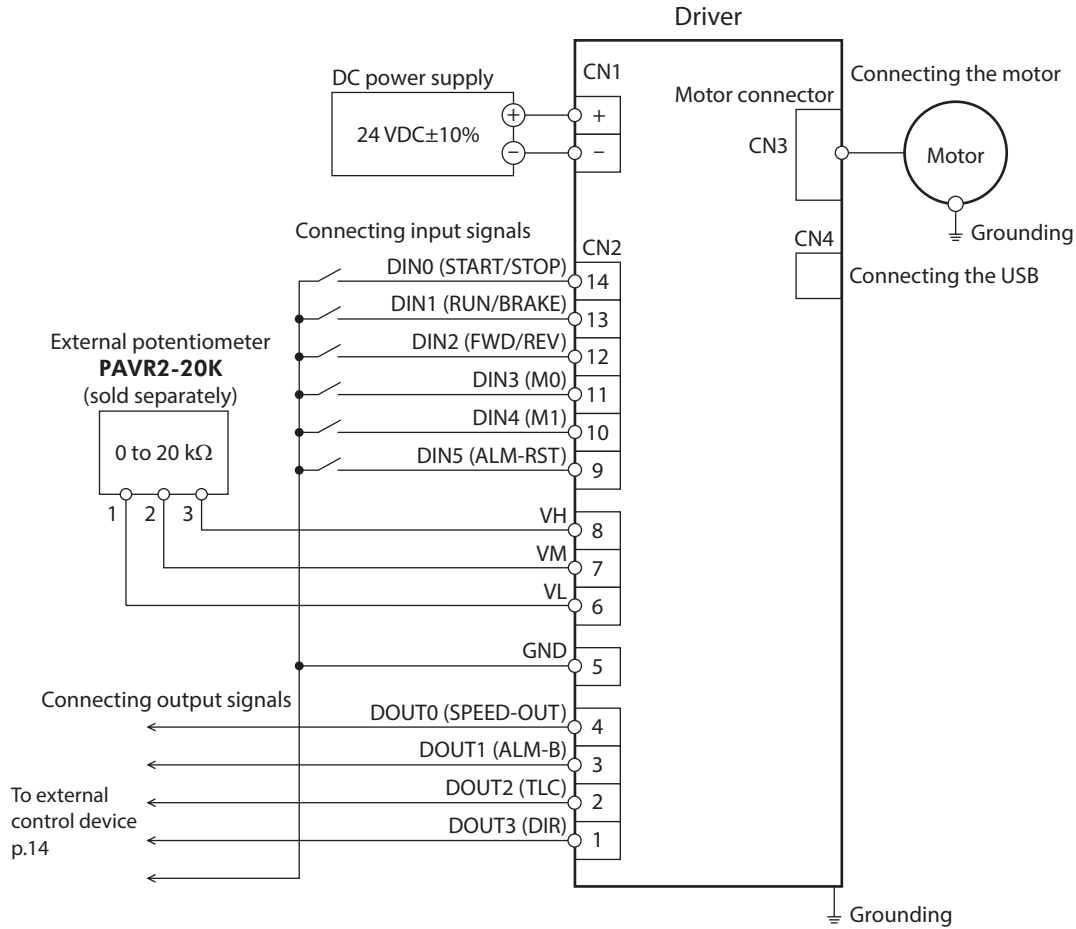 Driver
DC power supply
24 VDC±10%
+
−
CN1
+
−
Motor connector
CN3
Connecting the motor
Motor
Grounding
CN4
Connecting the USB
Connecting input signals
CN2
DIN0 (START/STOP)
14
DIN1 (RUN/BRAKE)
13
DIN2 (FWD/REV)
12
DIN3 (M0)
11
DIN4 (M1)
10
DIN5 (ALM-RST)
9
External potentiometer
PAVR2-20K
(sold separately)
0 to 20 kΩ
1 2 3
VH
8
VM
7
VL
6
GND
5
Connecting output signals
DOUT0 (SPEED-OUT)
4
DOUT1 (ALM-B)
3
DOUT2 (TLC)
2
DOUT3 (DIR)
1
To external
control device
p.14
Grounding